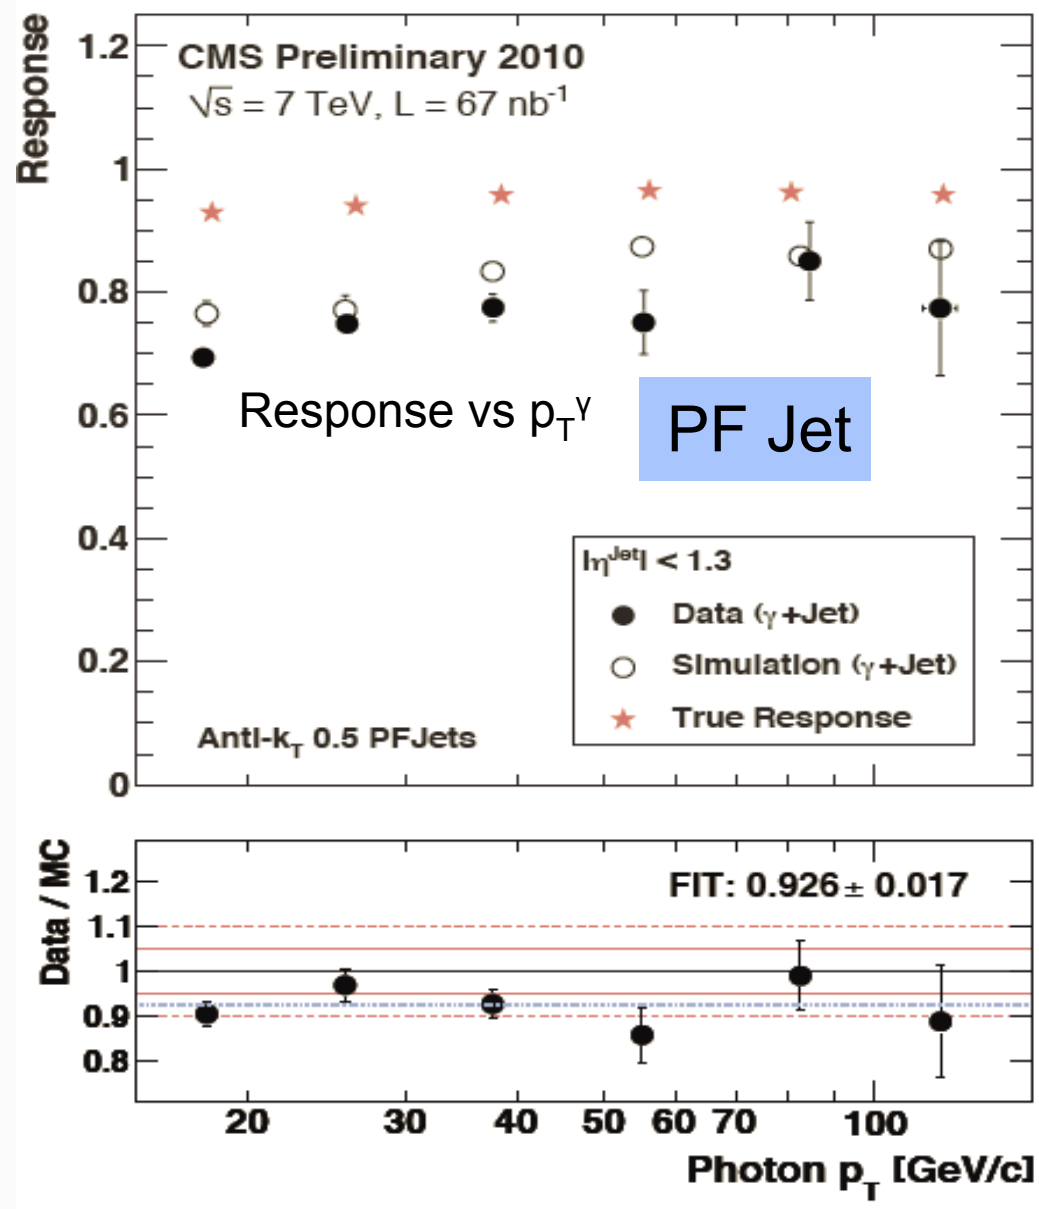 Response
1.2
1
0.8
0.6
0.4
0.2
0
CMS Preliminary 2010
√s = 7 TeV, L = 67 nb⁻¹
Response vs p_T^γ
PF Jet
|η^Jet| < 1.3
Data (γ+Jet)
Simulation (γ+Jet)
True Response
Anti-k_T 0.5 PFJets
Data / MC
1.2
1.1
1
0.9
0.8
FIT: 0.926 ± 0.017
20 30 40 50 60 70 100
Photon p_T [GeV/c]